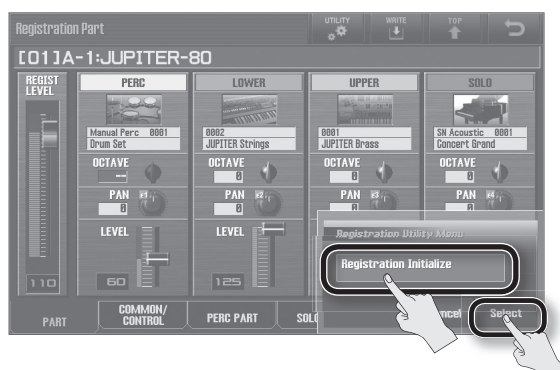 Registration Part
UTILITY
WRITE
TOP
[01]A-1:JUPITER-80
REGIST LEVEL
110
PERC
Manual Perc 0001
Drum Set
OCTAVE
--
PAN
0
LEVEL
60
LOWER
0002
JUPITER Strings
OCTAVE
0
PAN
0
LEVEL
125
UPPER
0001
JUPITER Brass
OCTAVE
0
PAN
0
SOLO
SN Acoustic 0001
Concert Grand
OCTAVE
0
PAN
0
Registration Utility Menu
Registration Initialize
Select
PART
COMMON/
CONTROL
PERC PART